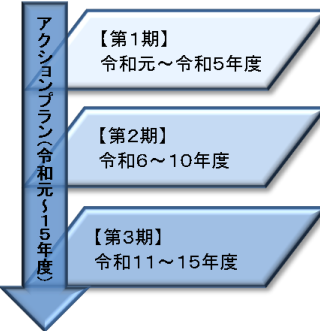 アクションプラン(令和元～15年度)
【第1期】
令和元～令和5年度
【第2期】
令和6～10年度
【第3期】
令和11～15年度